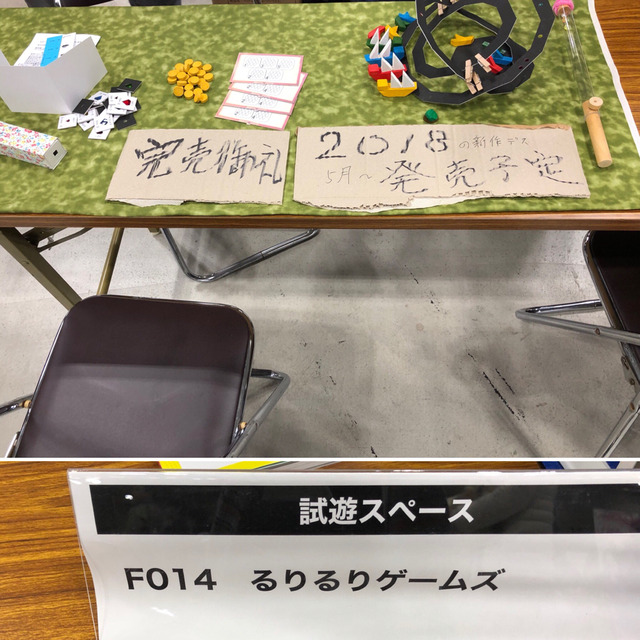 完売御礼
2018の新作デス
5月〜発売予定
試遊スペース
F014 るりるりゲームズ